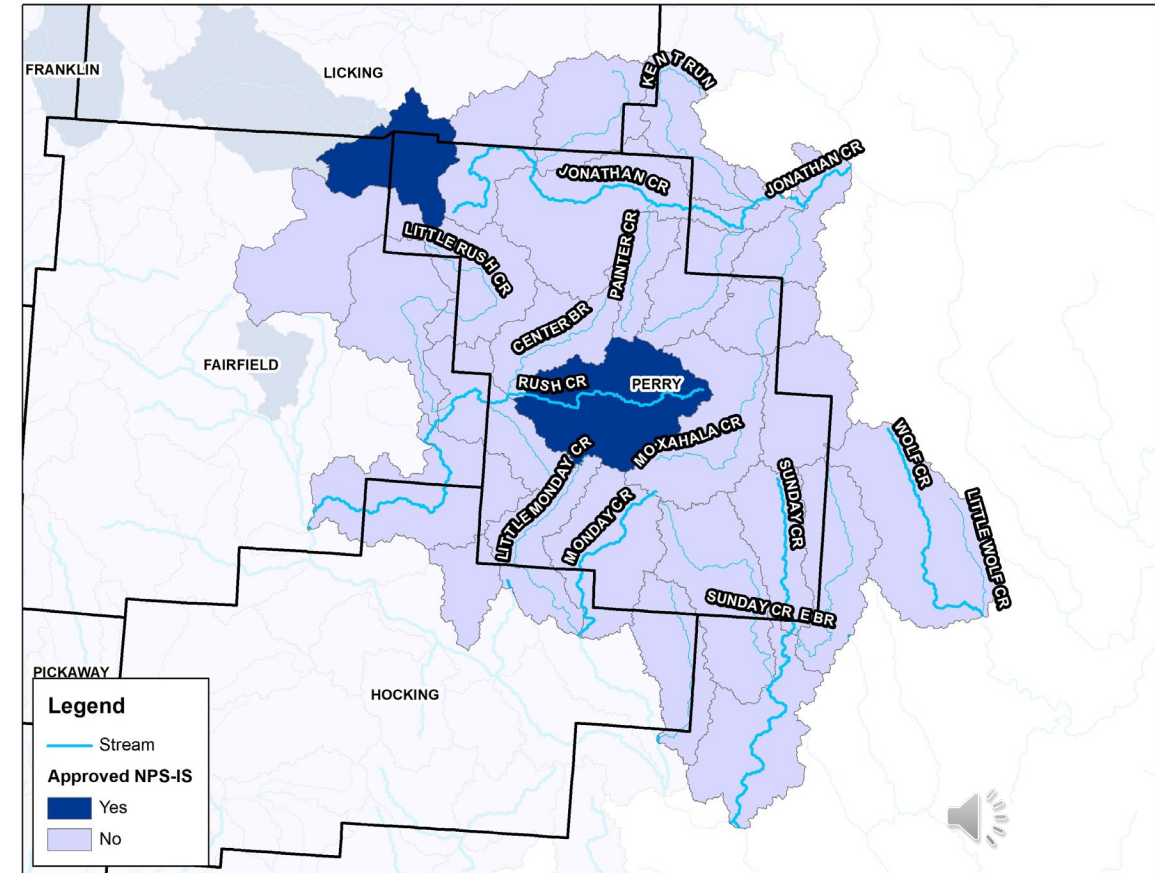 FRANKLIN
LICKING
KENT RUN
JONATHAN CR
JONATHAN CR
LITTLE RUSH CR
PAINTER CR
CENTER BR
FAIRFIELD
RUSH CR
PERRY
MOXAHALA CR
LITTLE MONDAY CR
MONDAY CR
SUNDAY CR
WOLF CR
LITTLE WOLF CR
SUNDAY CR E BR
PICKAWAY
HOCKING
Legend
Stream
Approved NPS-IS
Yes
No